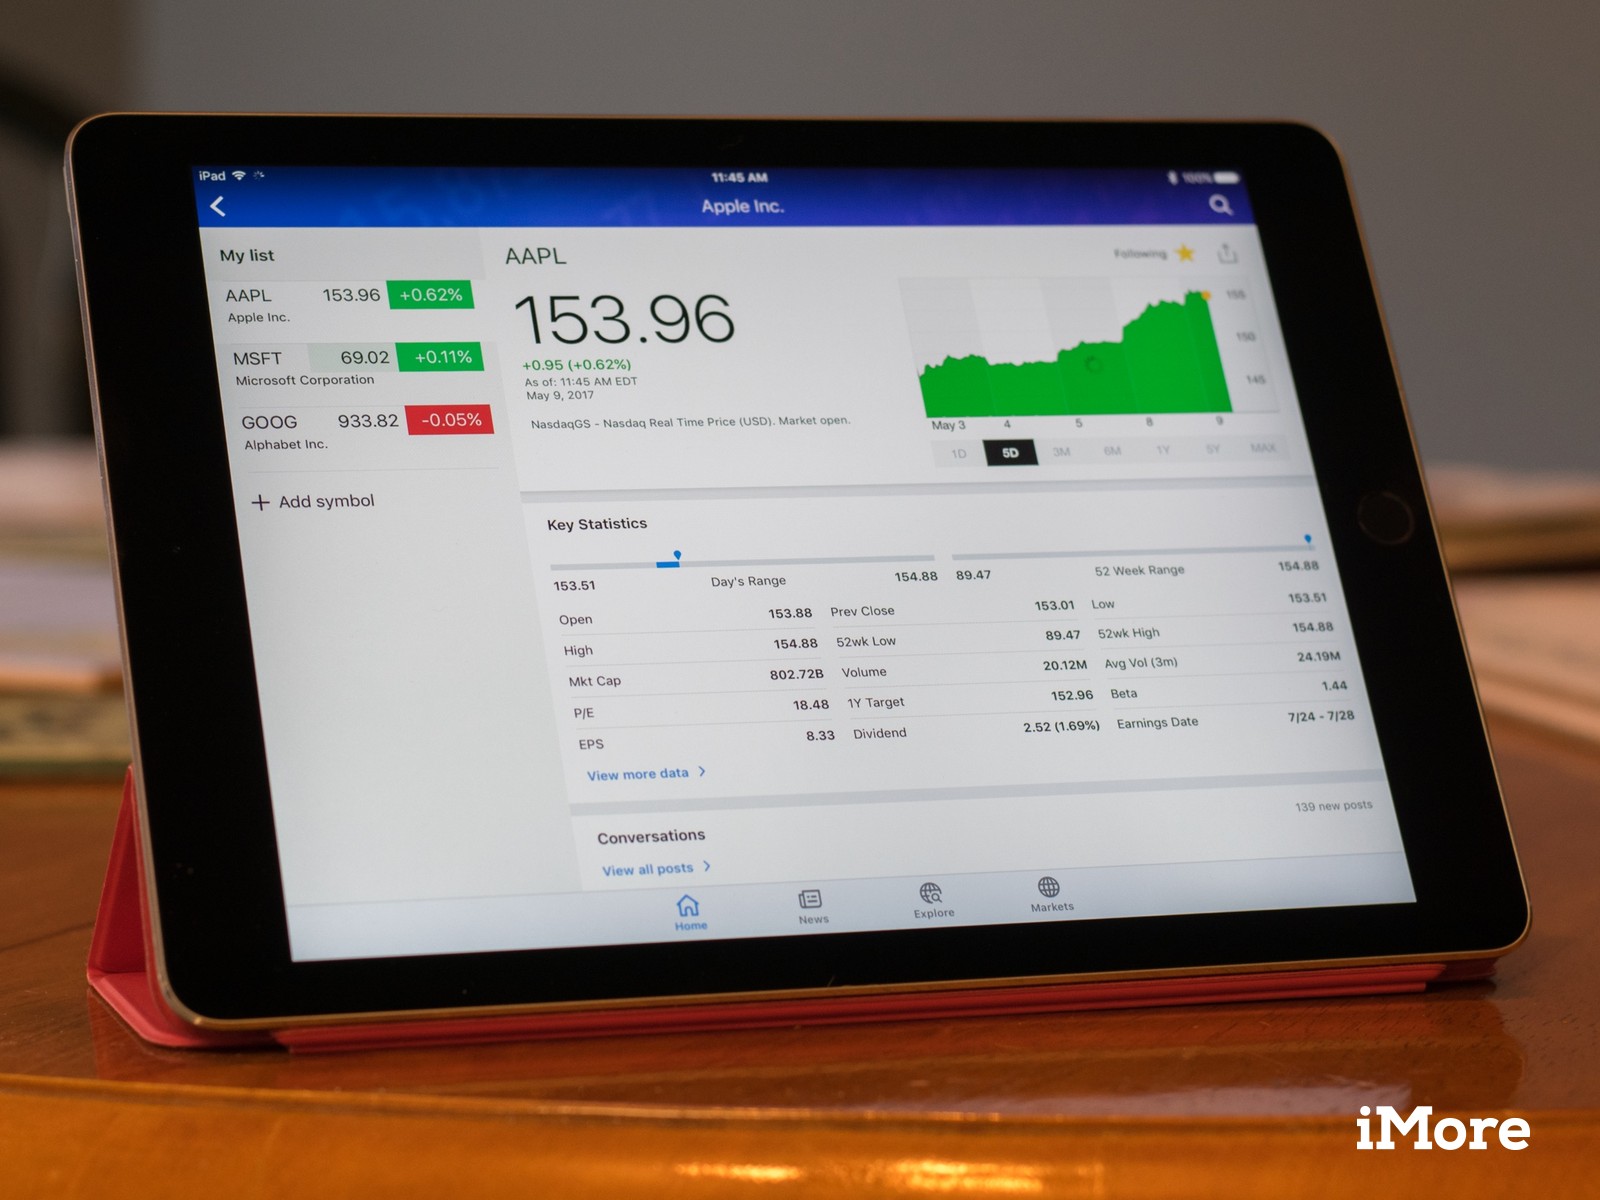 iPad
11:45 AM
100%
Apple Inc.
My list
AAPL 153.96 +0.62%
Apple Inc.
MSFT 69.02 +0.11%
Microsoft Corporation
GOOG 933.82 -0.05%
Alphabet Inc.
+ Add symbol
AAPL
Following
153.96
+0.95 (+0.62%)
As of: 11:45 AM EDT
May 9, 2017
NasdaqGS - Nasdaq Real Time Price (USD). Market open.
155
150
145
May 3 4 5 8 9
1D 5D 3M 6M 1Y 5Y MAX
Key Statistics
153.51 Day's Range 154.88 89.47 52 Week Range 154.88
Open 153.88 Prev Close 153.01 Low 153.51
High 154.88 52wk Low 89.47 52wk High 154.88
Mkt Cap 802.72B Volume 20.12M Avg Vol (3m) 24.19M
P/E 18.48 1Y Target 152.96 Beta 1.44
EPS 8.33 Dividend 2.52 (1.69%) Earnings Date 7/24 - 7/28
View more data >
Conversations 139 new posts
View all posts >
Home News Explore Markets
iMore